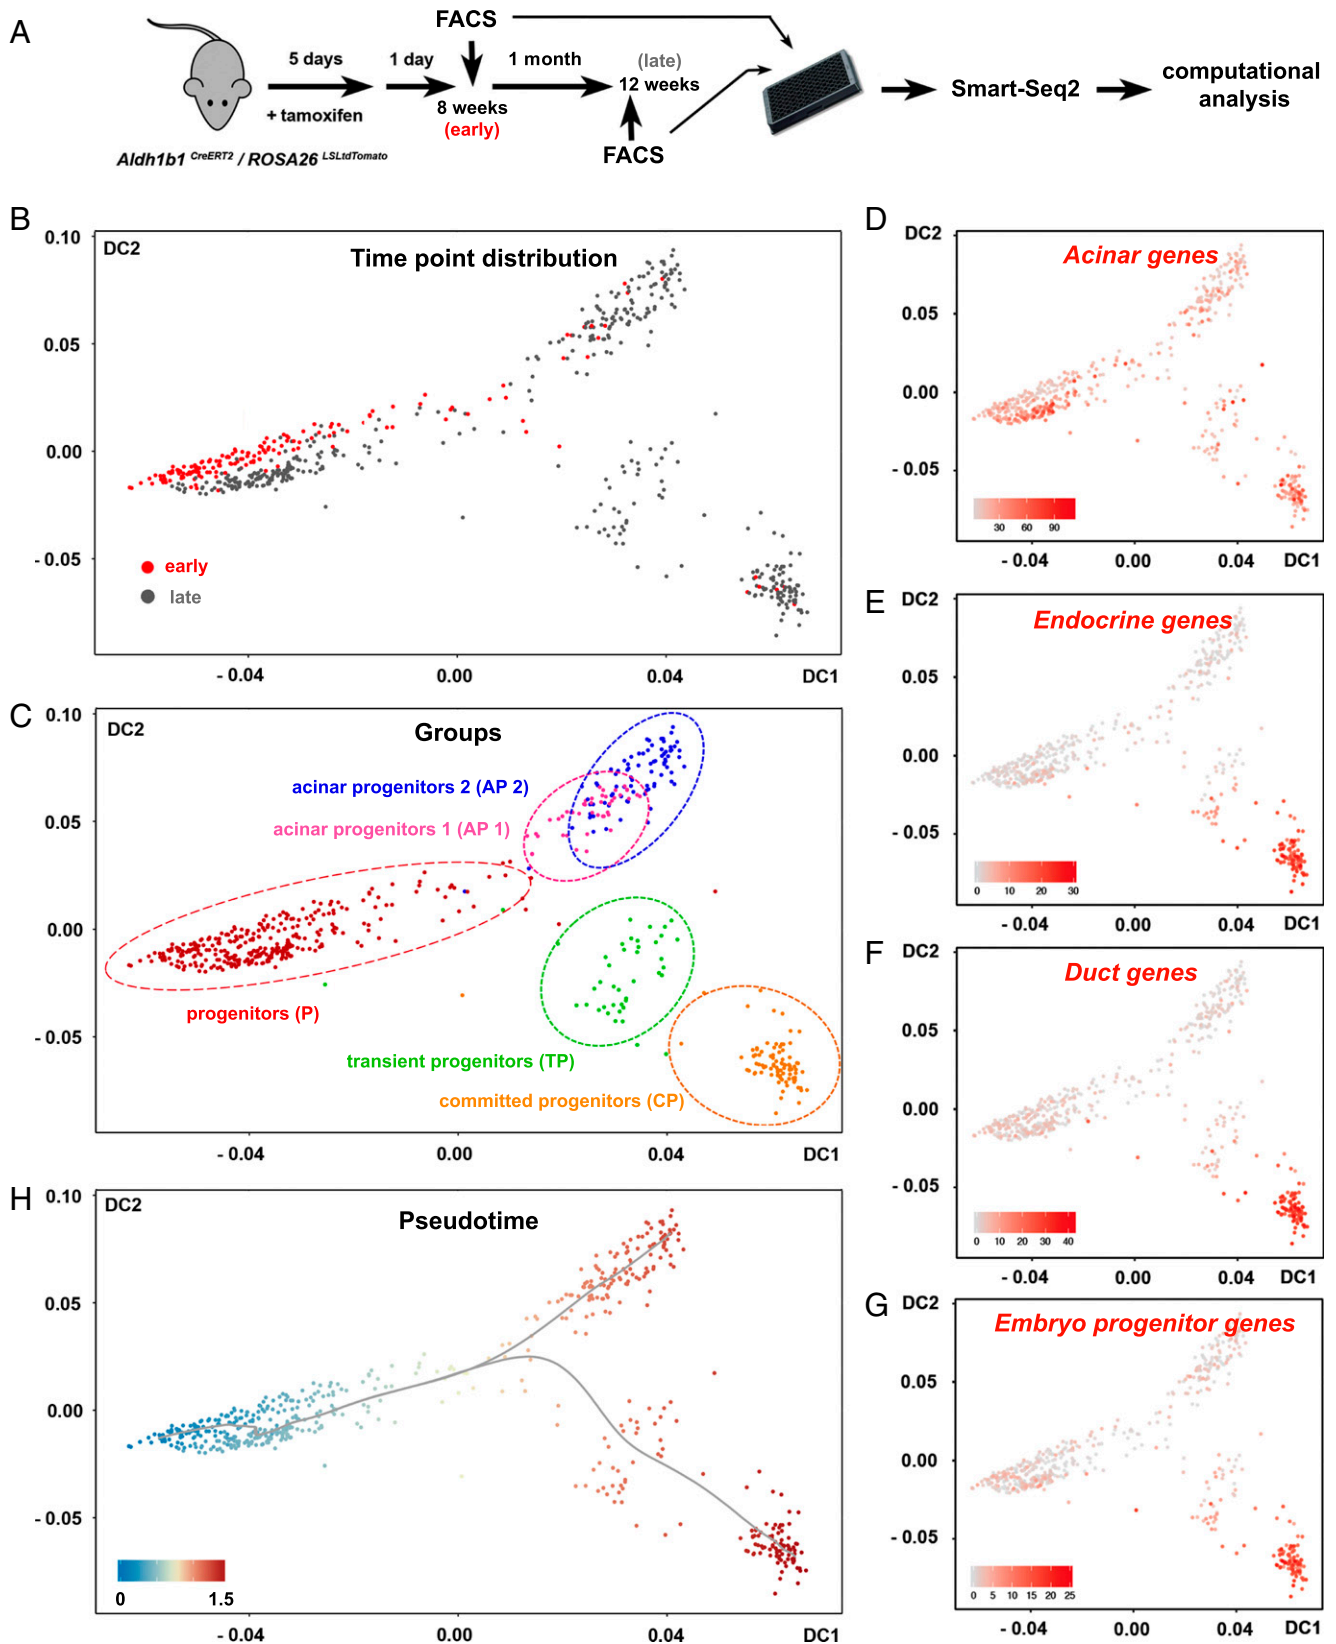 A
FACS
5 days
1 day
1 month
(late)
12 weeks
+ tamoxifen
8 weeks
(early)
FACS
Smart-Seq2
computational
analysis
Aldh1b1 CreERT2 / ROSA26 LSLtdTomato
B
0.10
DC2
Time point distribution
0.05
0.00
- 0.05
early
late
- 0.04
0.00
0.04
DC1
C
0.10
DC2
Groups
acinar progenitors 2 (AP 2)
acinar progenitors 1 (AP 1)
0.05
0.00
- 0.05
progenitors (P)
transient progenitors (TP)
committed progenitors (CP)
- 0.04
0.00
0.04
DC1
D
DC2
Acinar genes
0.05
0.00
- 0.05
30 60 90
- 0.04
0.00
0.04
DC1
E
DC2
Endocrine genes
0.05
0.00
- 0.05
0 10 20 30
- 0.04
0.00
0.04
DC1
F
DC2
Duct genes
0.05
0.00
- 0.05
0 10 20 30 40
- 0.04
0.00
0.04
DC1
G
DC2
Embryo progenitor genes
0.05
0.00
- 0.05
0 5 10 15 20 25
- 0.04
0.00
0.04
DC1
H
0.10
DC2
Pseudotime
0.05
0.00
- 0.05
0
1.5
- 0.04
0.00
0.04
DC1